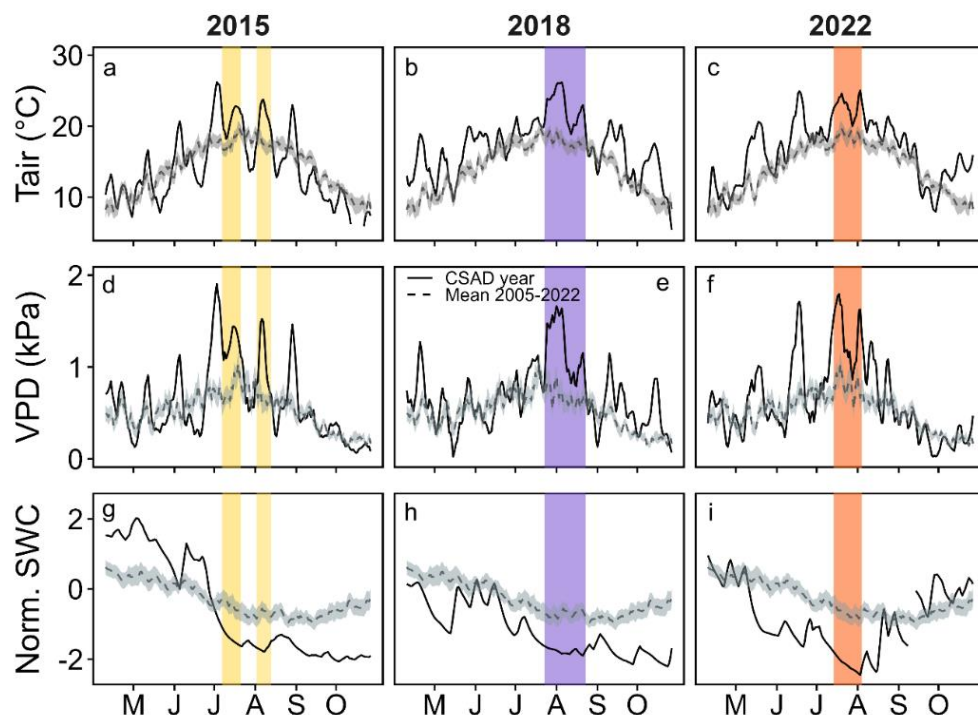 2015 2018 2022
Tair (°C)
30
20
10
a
b
c
VPD (kPa)
2
1
0
d
CSAD year
Mean 2005-2022
e
f
Norm. SWC
2
0
-2
g
h
i
M J J A S O
M J J A S O
M J J A S O